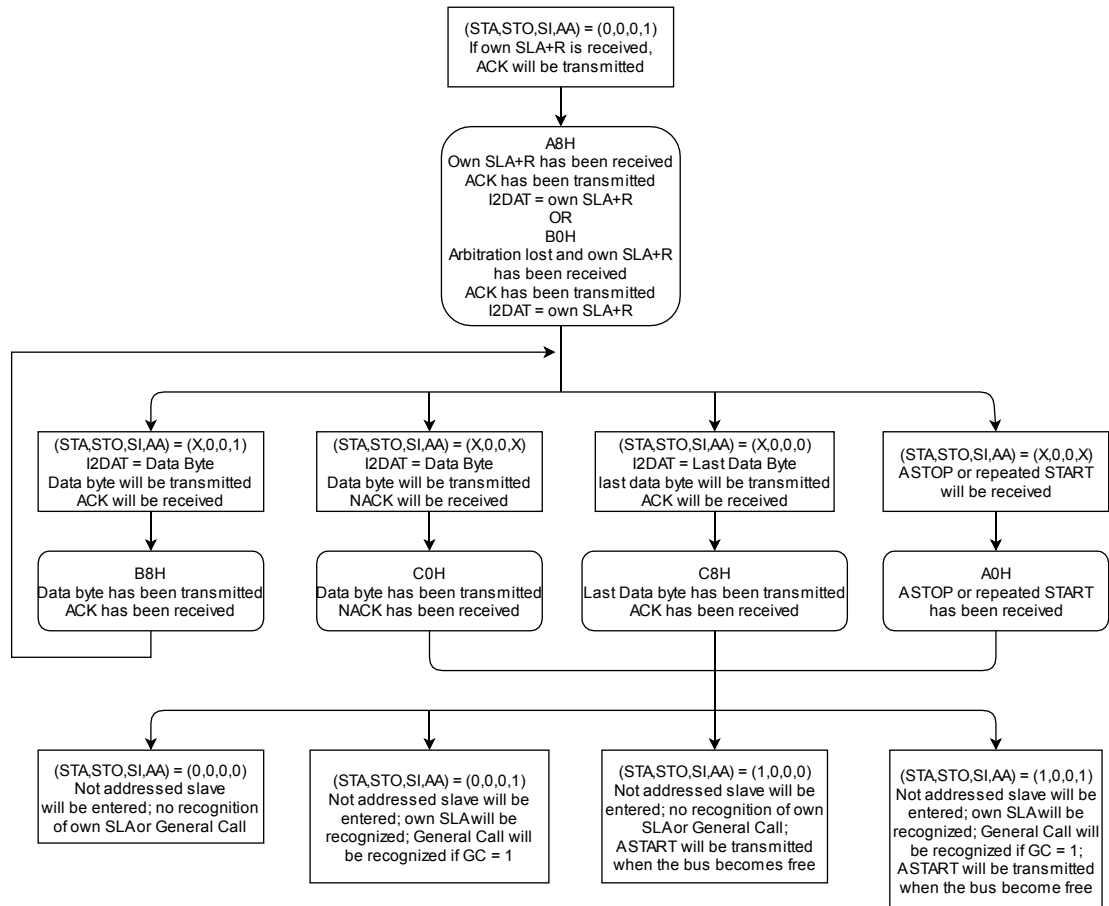 (STA,STO,SI,AA) = (0,0,0,1)
If own SLA+R is received,
ACK will be transmitted
A8H
Own SLA+R has been received
ACK has been transmitted
I2DAT = own SLA+R
OR
B0H
Arbitration lost and own SLA+R
has been received
ACK has been transmitted
I2DAT = own SLA+R
(STA,STO,SI,AA) = (X,0,0,1)
I2DAT = Data Byte
Data byte will be transmitted
ACK will be received
(STA,STO,SI,AA) = (X,0,0,X)
I2DAT = Data Byte
Data byte will be transmitted
NACK will be received
(STA,STO,SI,AA) = (X,0,0,0)
I2DAT = Last Data Byte
last data byte will be transmitted
ACK will be received
(STA,STO,SI,AA) = (X,0,0,X)
ASTOP or repeated START
will be received
B8H
Data byte has been transmitted
ACK has been received
C0H
Data byte has been transmitted
NACK has been received
C8H
Last Data byte has been transmitted
ACK has been received
A0H
ASTOP or repeated START
has been received
(STA,STO,SI,AA) = (0,0,0,0)
Not addressed slave
will be entered; no recognition
of own SLAor General Call
(STA,STO,SI,AA) = (0,0,0,1)
Not addressed slave will be
entered; own SLAwill be
recognized; General Call will
be recognized if GC = 1
(STA,STO,SI,AA) = (1,0,0,0)
Not addressed slave will be
entered; no recognition of own
SLAor General Call;
ASTART will be transmitted
when the bus becomes free
(STA,STO,SI,AA) = (1,0,0,1)
Not addressed slave will be
entered; own SLAwill be
recognized; General Call will
be recognized if GC = 1;
ASTART will be transmitted
when the bus become free